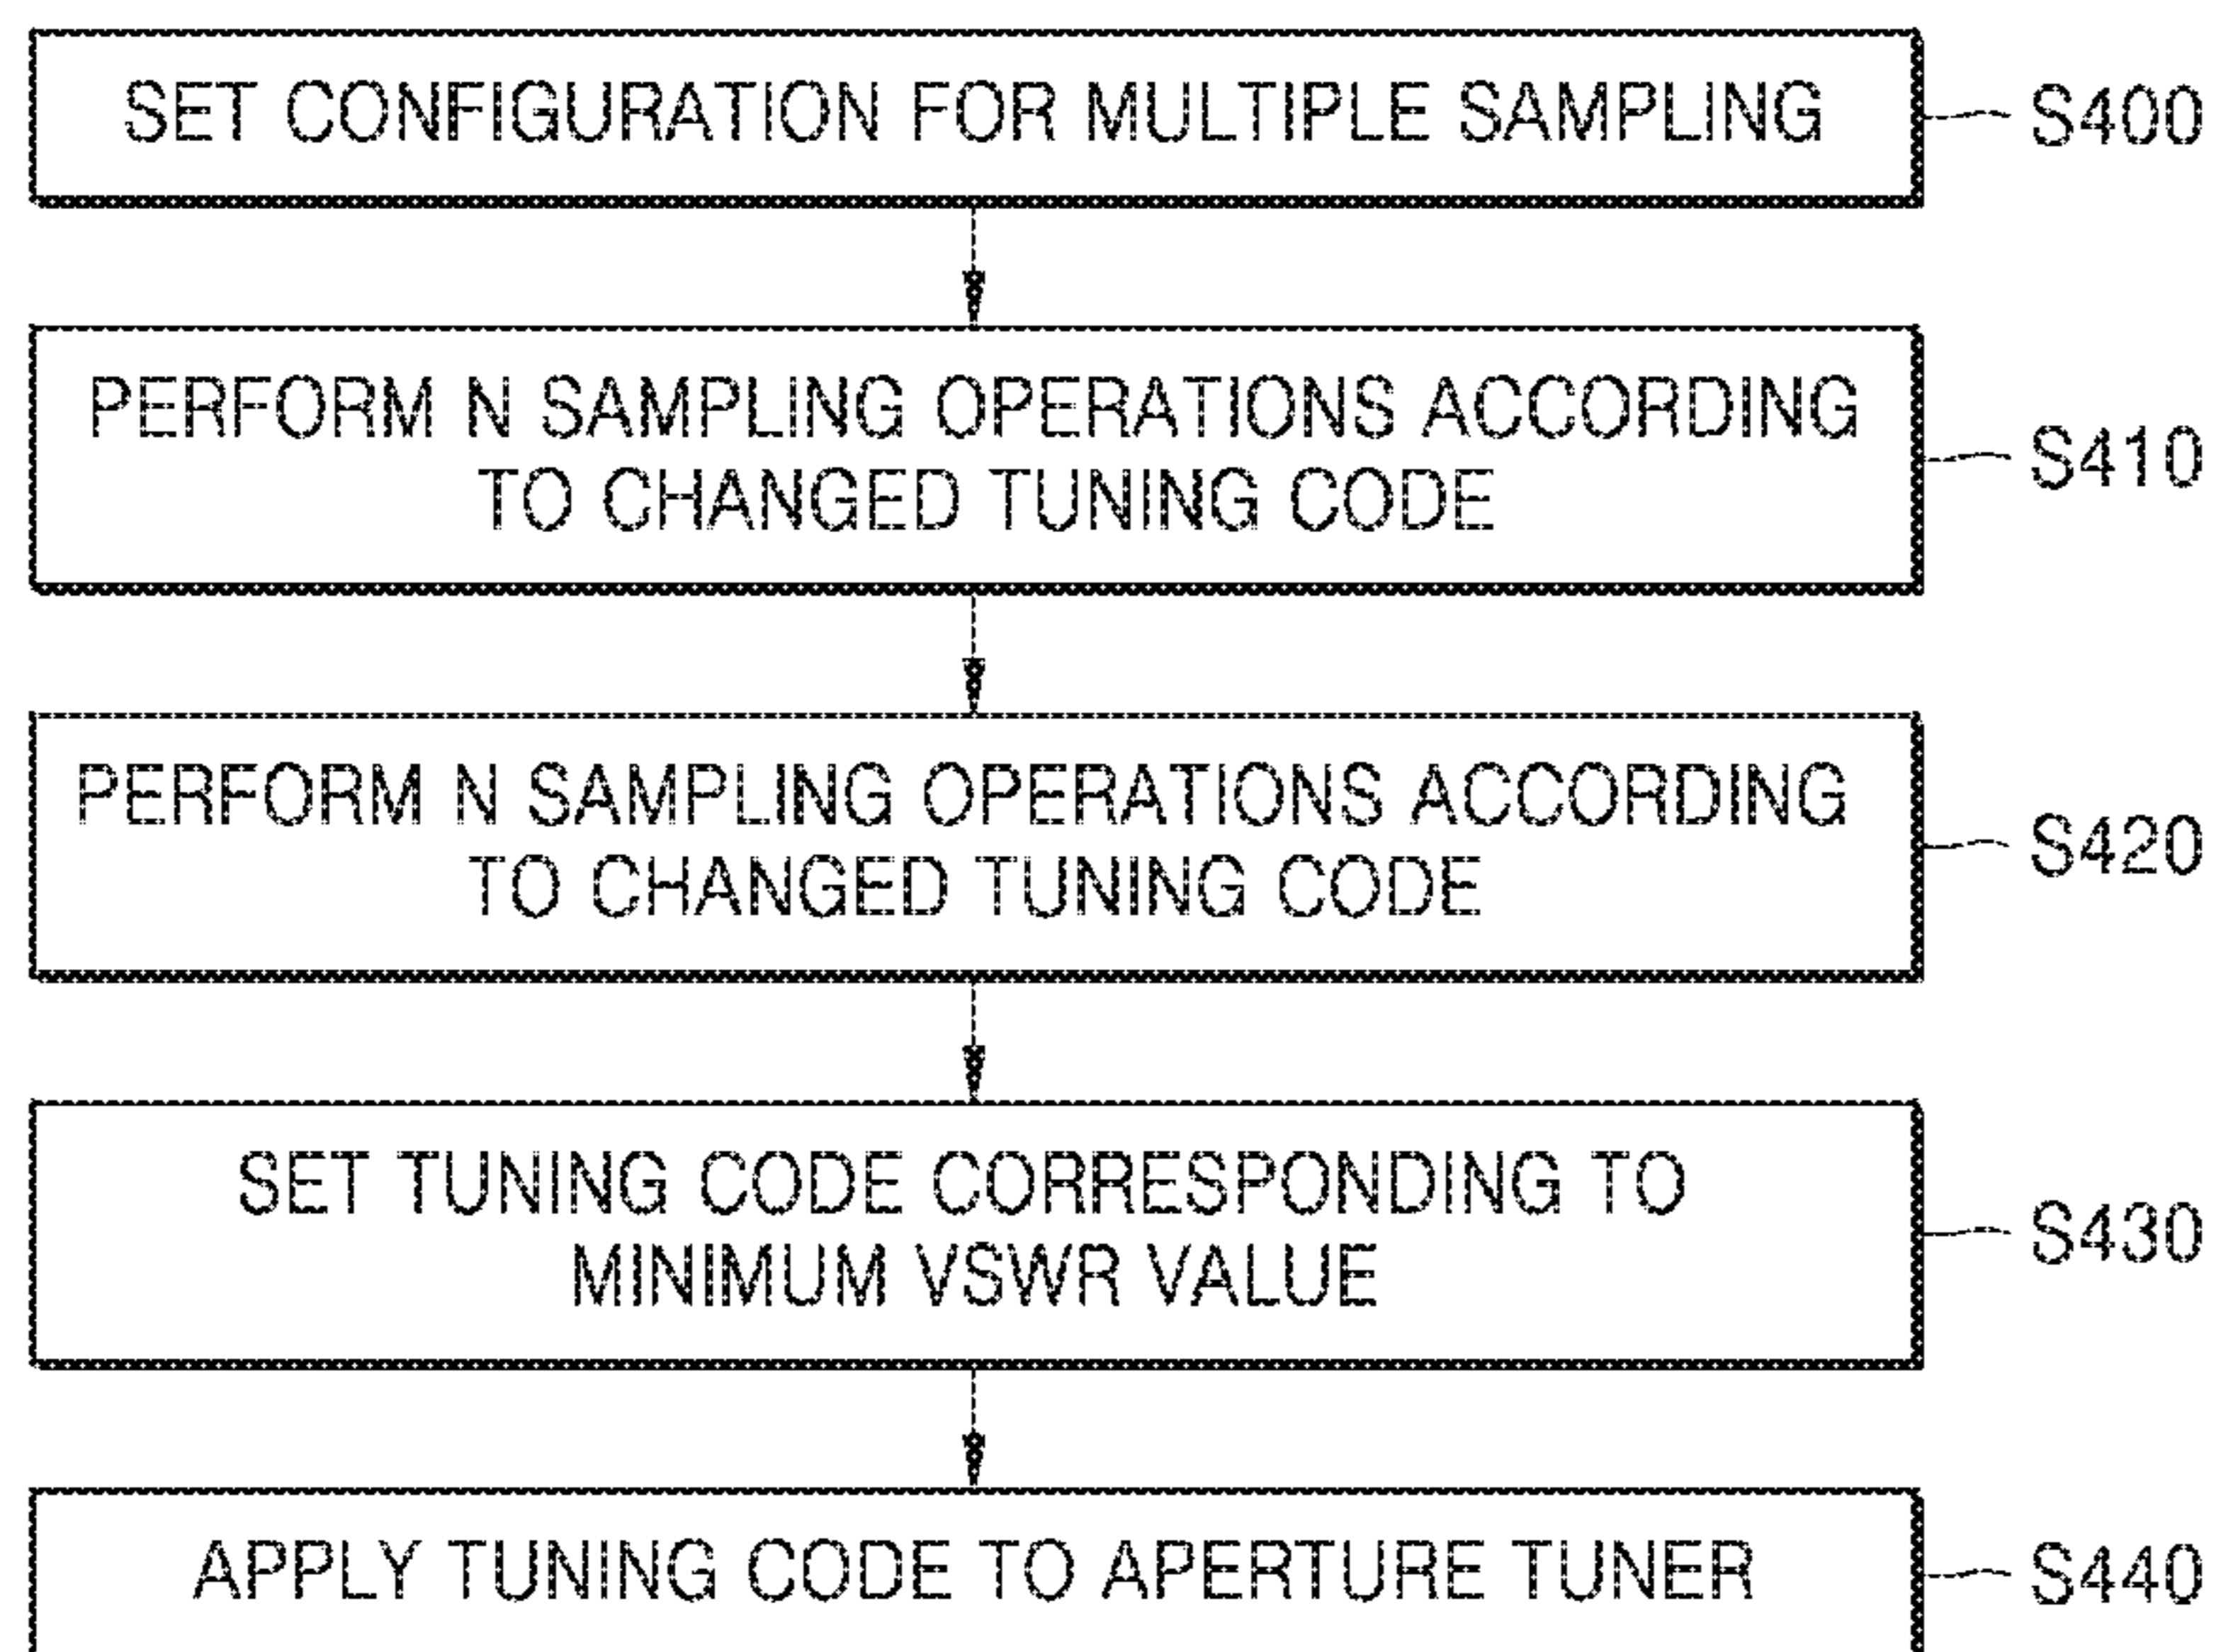 SET CONFIGURATION FOR MULTIPLE SAMPLING
S400
PERFORM N SAMPLING OPERATIONS ACCORDING
TO CHANGED TUNING CODE
S410
PERFORM N SAMPLING OPERATIONS ACCORDING
TO CHANGED TUNING CODE
S420
SET TUNING CODE CORRESPONDING TO
MINIMUM VSWR VALUE
S430
APPLY TUNING CODE TO APERTURE TUNER
S440